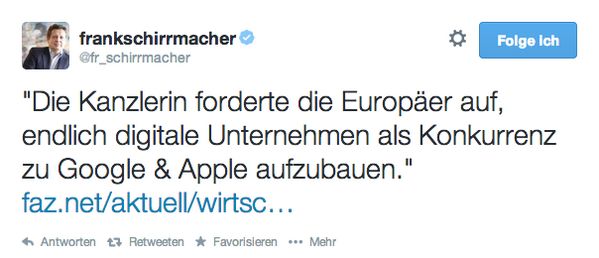 frankschirrmacher
@fr_schirrmacher
Folge ich
"Die Kanzlerin forderte die Europäer auf,
endlich digitale Unternehmen als Konkurrenz
zu Google & Apple aufzubauen."
faz.net/aktuell/wirtsc…
Antworten Retweeten Favorisieren Mehr